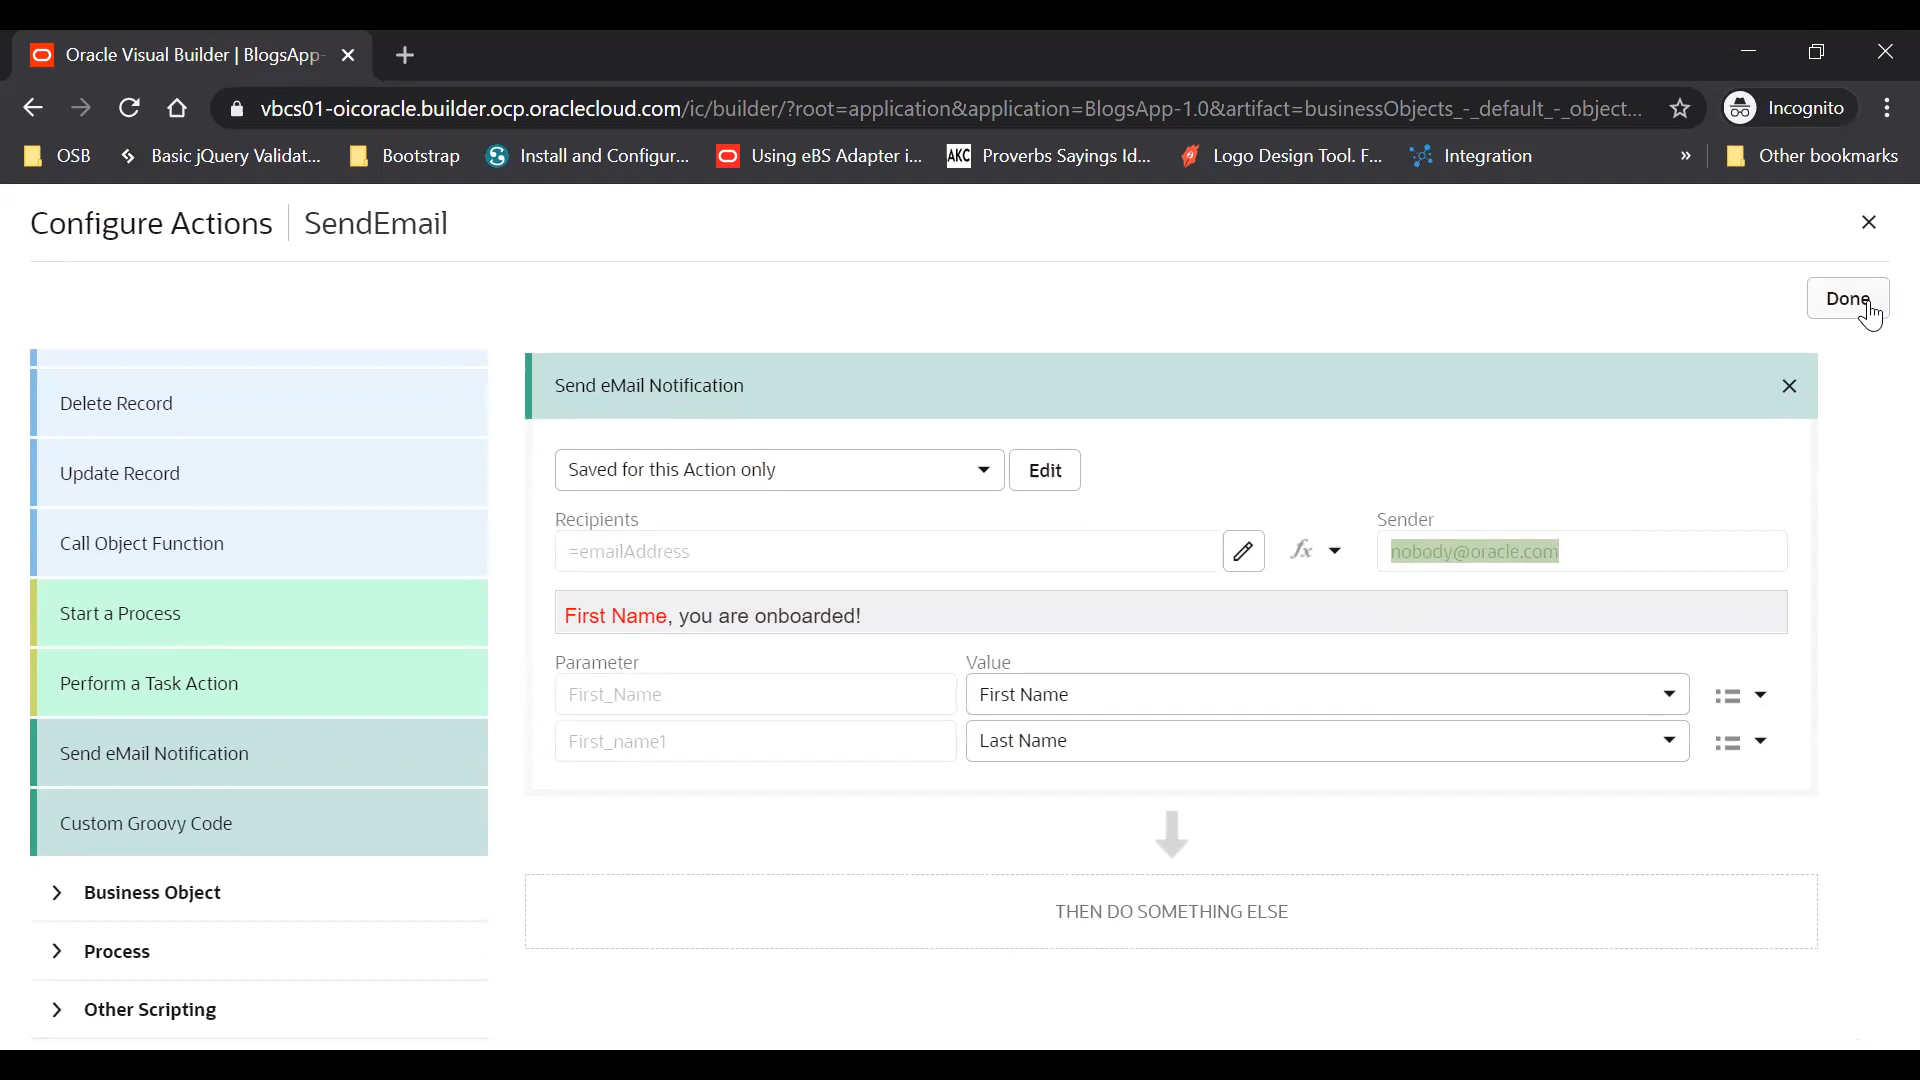 Oracle Visual Builder | BlogsApp-
vbcs01-oicoracle.builder.ocp.oraclecloud.com/ic/builder/?root=application&application=BlogsApp-1.0&artifact=businessObjects_-_default_-_object...
Incognito
OSB
Basic jQuery Validat...
Bootstrap
Install and Configur...
Using eBS Adapter i...
AKC
Proverbs Sayings Id...
Logo Design Tool. F...
Integration
»
Other bookmarks
Configure Actions
SendEmail
Done
Delete Record
Update Record
Call Object Function
Start a Process
Perform a Task Action
Send eMail Notification
Custom Groovy Code
Business Object
Process
Other Scripting
Send eMail Notification
Saved for this Action only
Edit
Recipients
Sender
=emailAddress
fx
nobody@oracle.com
First Name, you are onboarded!
Parameter
Value
First_Name
First Name
First_name1
Last Name
THEN DO SOMETHING ELSE